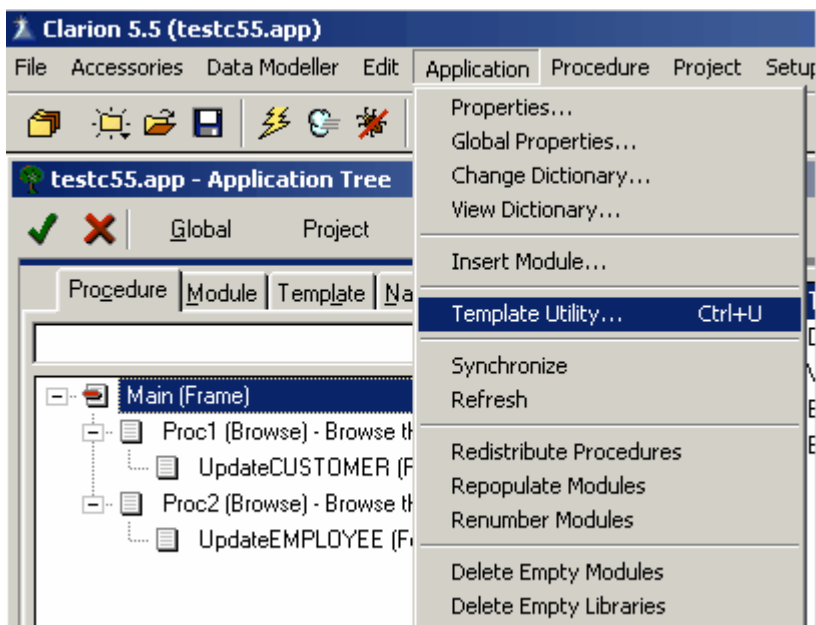 Clarion 5.5 (testc55.app)
File Accessories Data Modeller Edit Application Procedure Project Setup
testc55.app - Application Tree
Global Project
Procedure Module Template Na
Properties...
Global Properties...
Change Dictionary...
View Dictionary...
Insert Module...
Template Utility... Ctrl+U
Synchronize
Refresh
Redistribute Procedures
Repopulate Modules
Renumber Modules
Delete Empty Modules
Delete Empty Libraries
Main (Frame)
Proc1 (Browse) - Browse th
UpdateCUSTOMER (F
Proc2 (Browse) - Browse th
UpdateEMPLOYEE (Fo